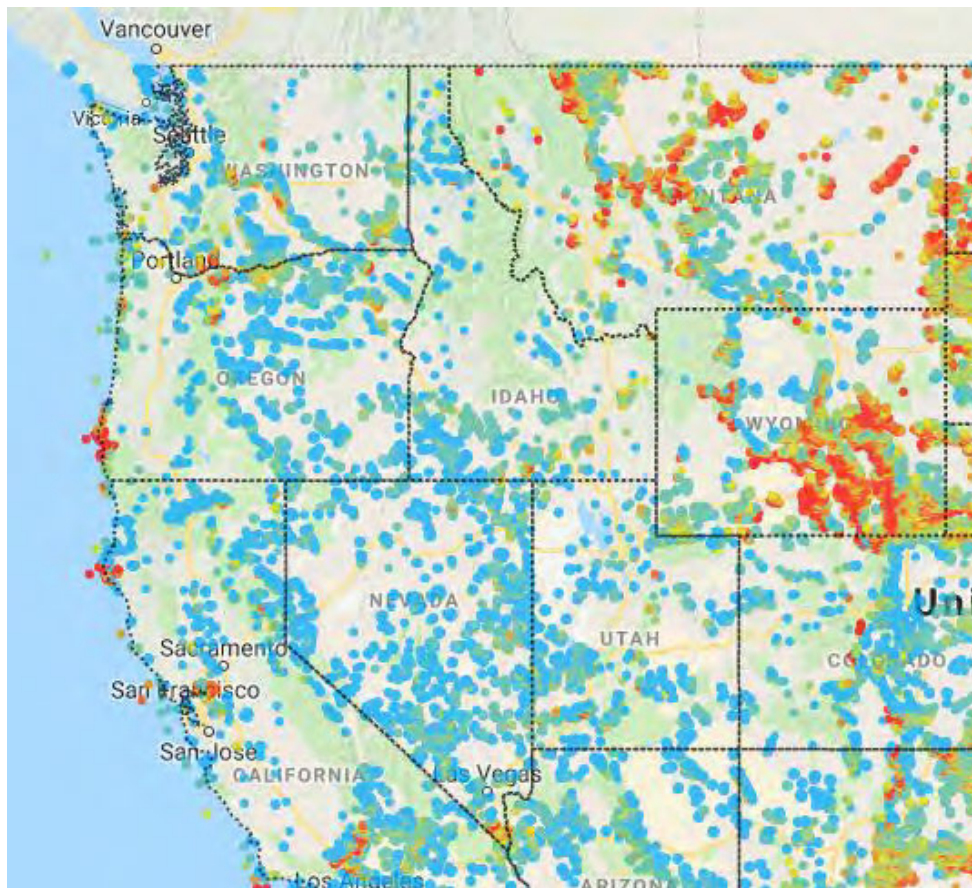 Vancouver
Victoria
Seattle
WASHINGTON
MONTANA
Portland
OREGON
IDAHO
WYOMING
NEVADA
Uni
Sacramento
UTAH
COLORADO
San Francisco
San Jose
CALIFORNIA
Las Vegas
Los Angeles
ARIZONA